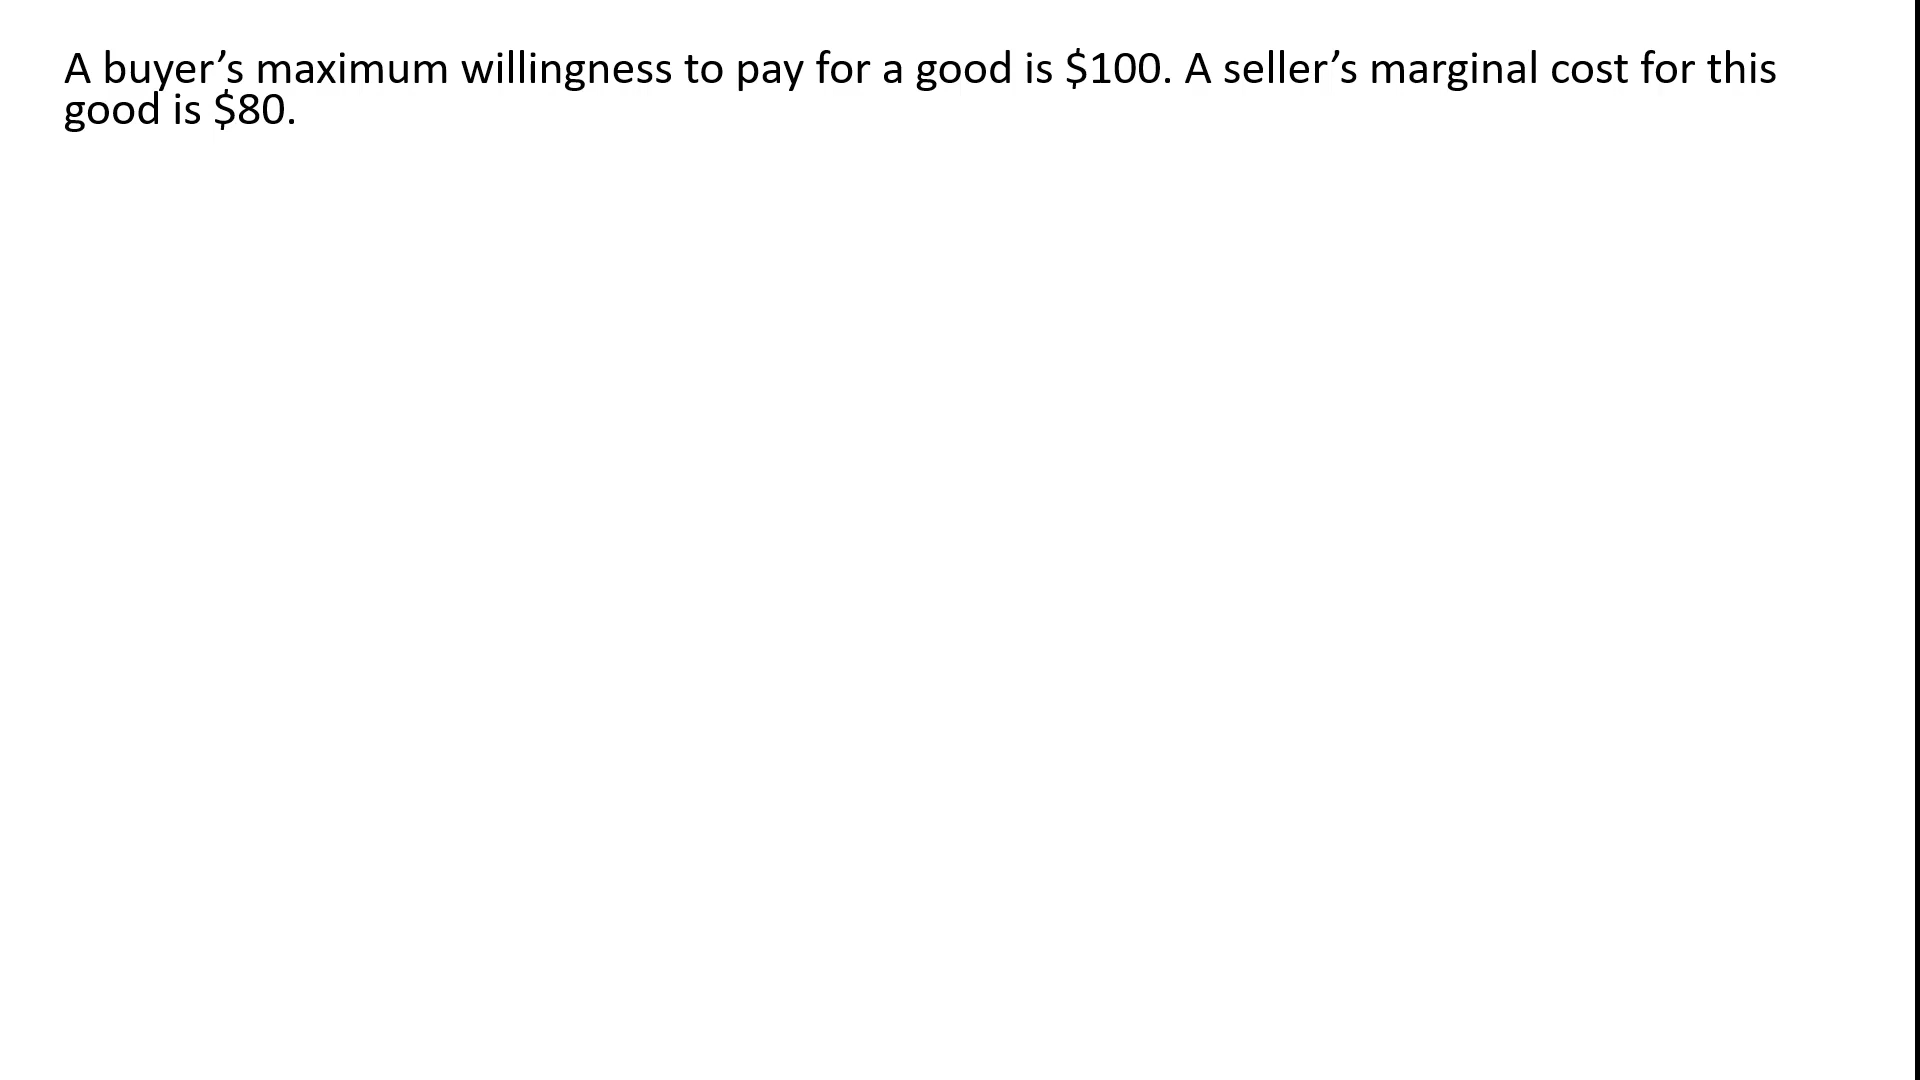 A buyer’s maximum willingness to pay for a good is $100. A seller’s marginal cost for this
good is $80.